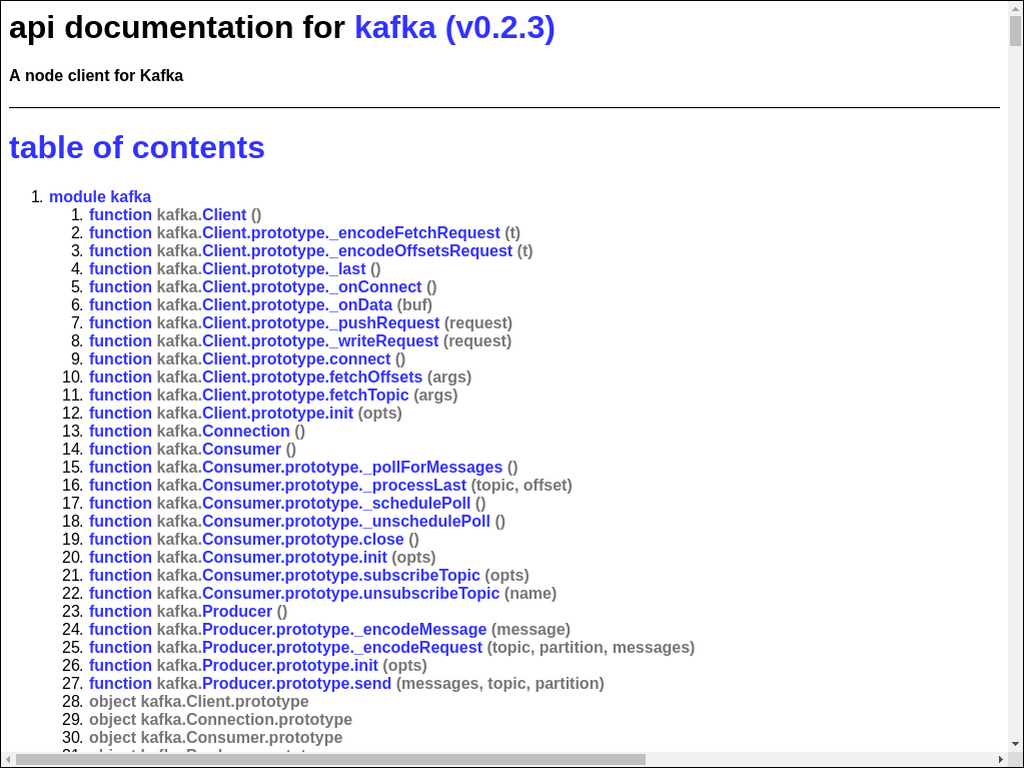 api documentation for kafka (v0.2.3)
A node client for Kafka
table of contents
1. module kafka
1. function kafka.Client ()
2. function kafka.Client.prototype._encodeFetchRequest (t)
3. function kafka.Client.prototype._encodeOffsetsRequest (t)
4. function kafka.Client.prototype._last ()
5. function kafka.Client.prototype._onConnect ()
6. function kafka.Client.prototype._onData (buf)
7. function kafka.Client.prototype._pushRequest (request)
8. function kafka.Client.prototype._writeRequest (request)
9. function kafka.Client.prototype.connect ()
10. function kafka.Client.prototype.fetchOffsets (args)
11. function kafka.Client.prototype.fetchTopic (args)
12. function kafka.Client.prototype.init (opts)
13. function kafka.Connection ()
14. function kafka.Consumer ()
15. function kafka.Consumer.prototype._pollForMessages ()
16. function kafka.Consumer.prototype._processLast (topic, offset)
17. function kafka.Consumer.prototype._schedulePoll ()
18. function kafka.Consumer.prototype._unschedulePoll ()
19. function kafka.Consumer.prototype.close ()
20. function kafka.Consumer.prototype.init (opts)
21. function kafka.Consumer.prototype.subscribeTopic (opts)
22. function kafka.Consumer.prototype.unsubscribeTopic (name)
23. function kafka.Producer ()
24. function kafka.Producer.prototype._encodeMessage (message)
25. function kafka.Producer.prototype._encodeRequest (topic, partition, messages)
26. function kafka.Producer.prototype.init (opts)
27. function kafka.Producer.prototype.send (messages, topic, partition)
28. object kafka.Client.prototype
29. object kafka.Connection.prototype
30. object kafka.Consumer.prototype